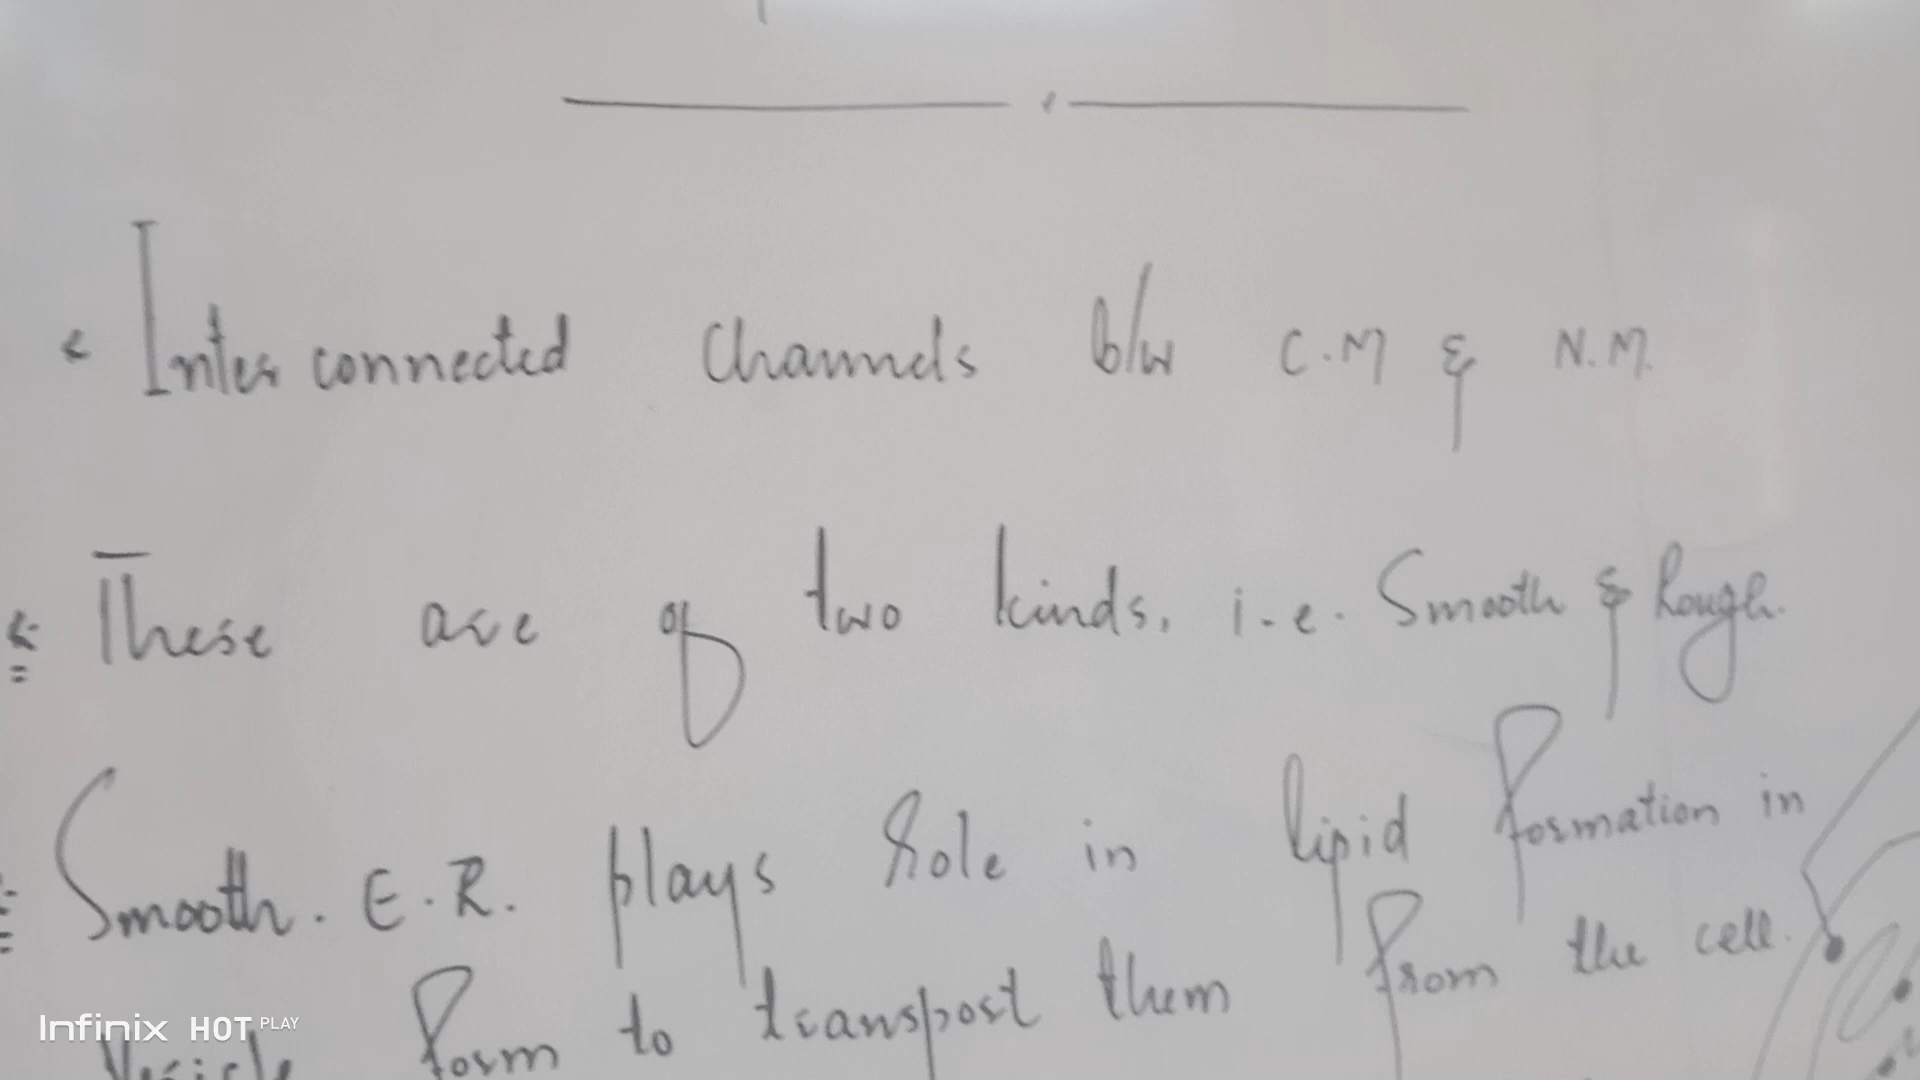 Inter connected Channels b/w C.M & N.M.
These are of two kinds, i.e. Smooth & Rough.
Smooth. E.R. plays Role in lipid formation in
Vesicle form to transport them from the cell.
Infinix HOT PLAY